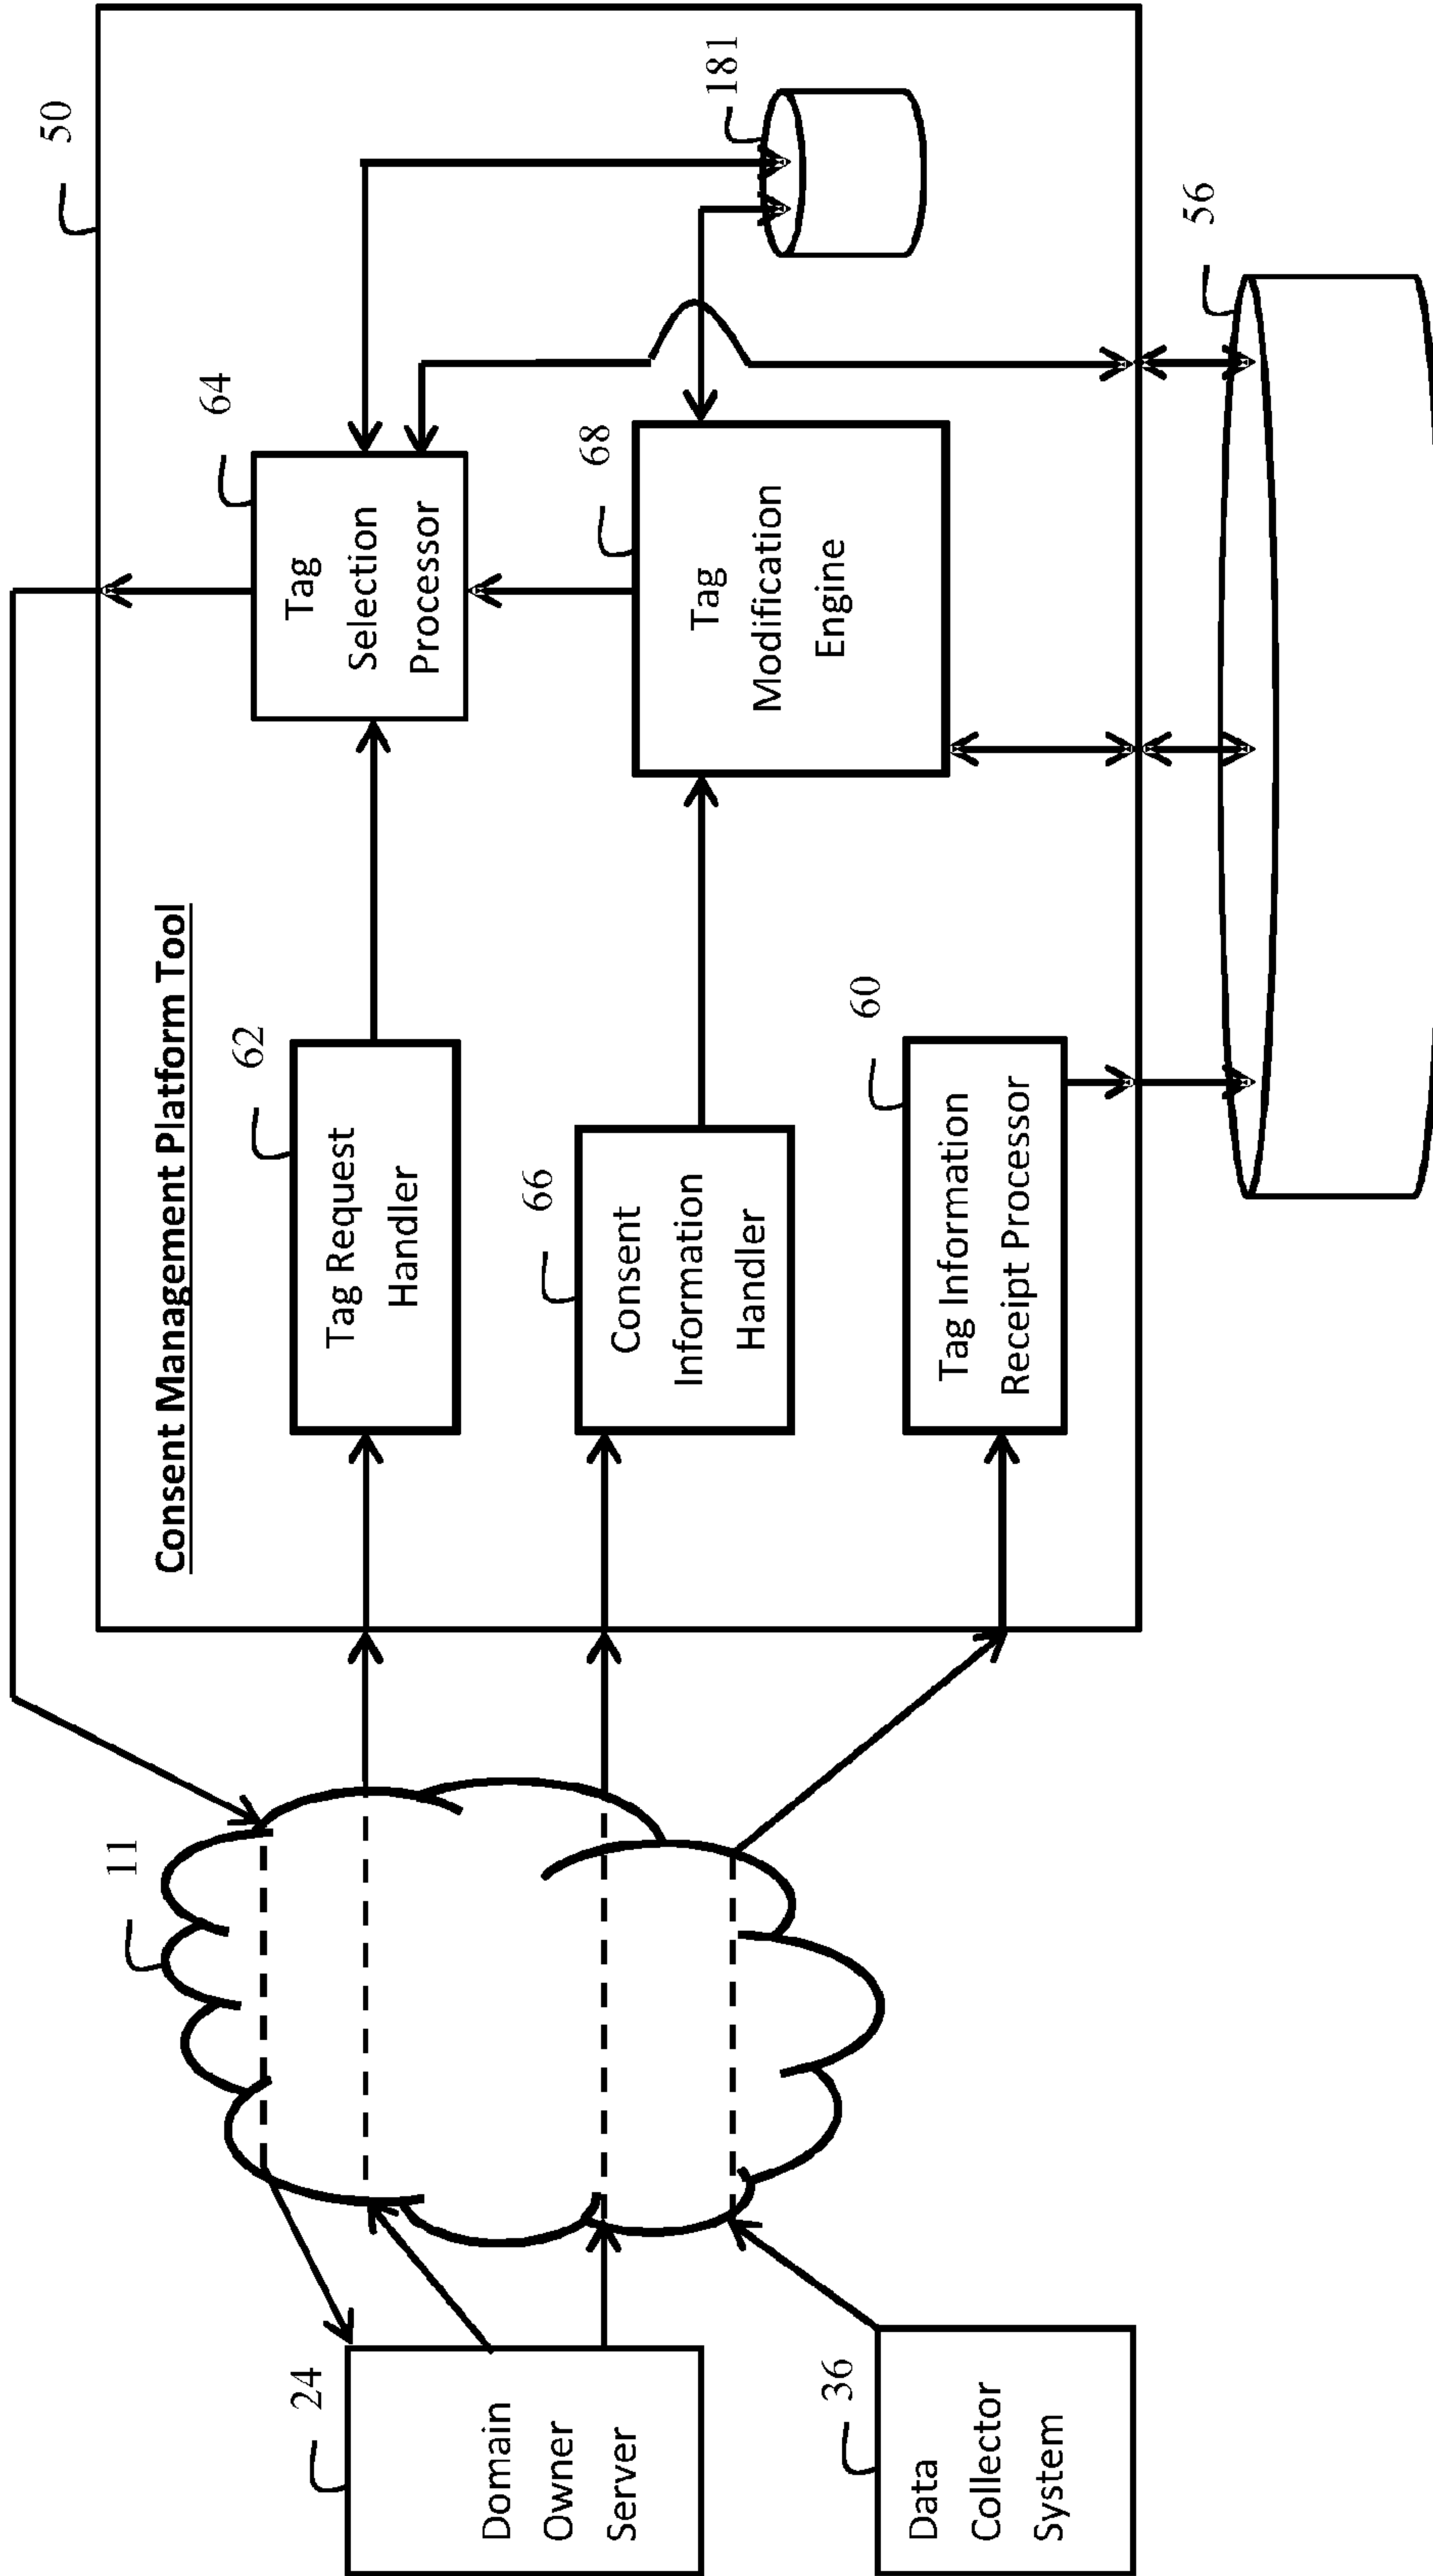 50
Consent Management Platform Tool
11
24
Domain
Owner
Server
36
Data
Collector
System
62
Tag Request
Handler
64
Tag
Selection
Processor
66
Consent
Information
Handler
68
Tag
Modification
Engine
181
60
Tag Information
Receipt Processor
56